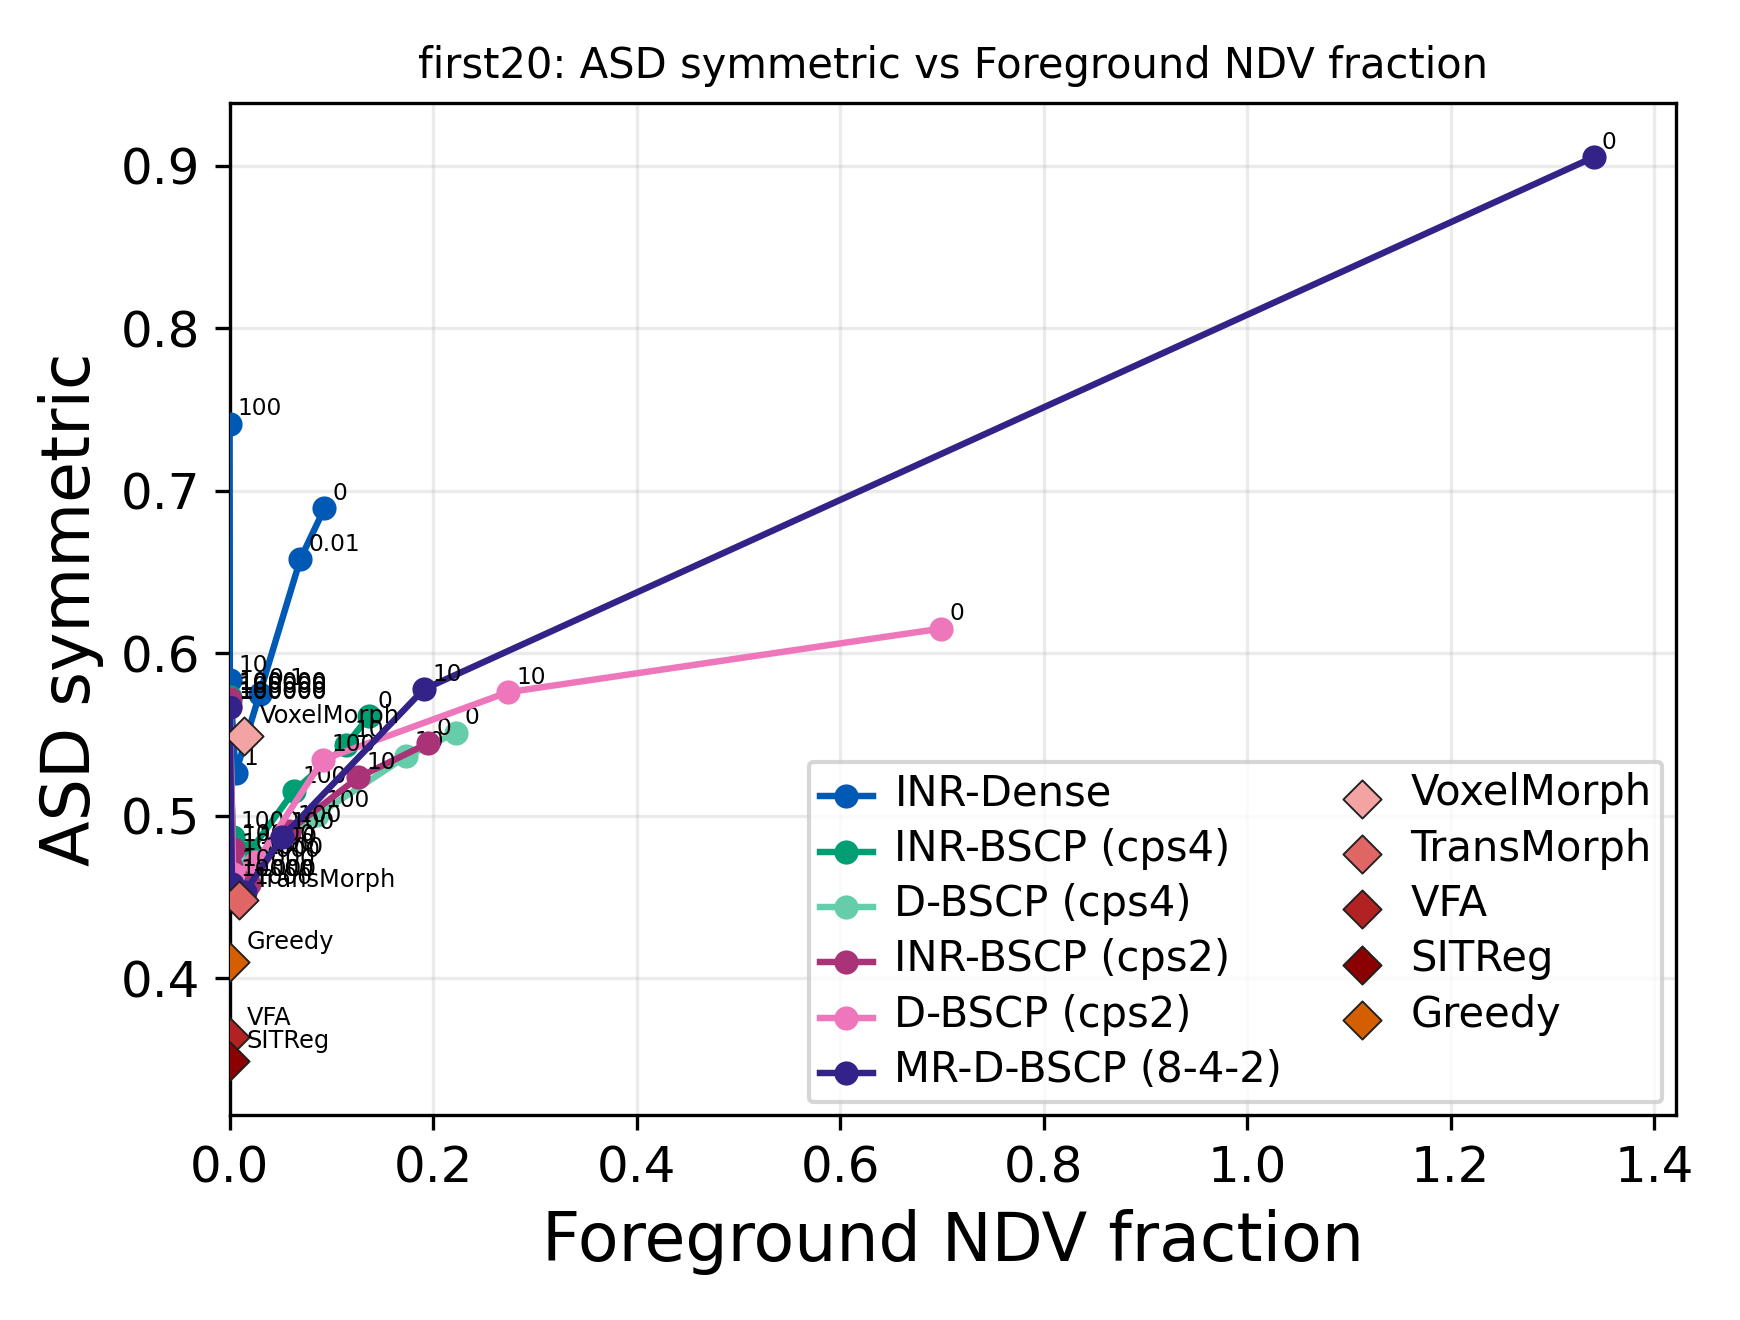 first20: ASD symmetric vs Foreground NDV fraction
ASD symmetric
0.9
0.8
0.7
0.6
0.5
0.4
0
100
0
0.01
0
10
10
10
VoxelMorph
0
0
0
10
10
100
100
1
100
TransMorph
Greedy
VFA
SITReg
INR-Dense
INR-BSCP (cps4)
D-BSCP (cps4)
INR-BSCP (cps2)
D-BSCP (cps2)
MR-D-BSCP (8-4-2)
VoxelMorph
TransMorph
VFA
SITReg
Greedy
0.0 0.2 0.4 0.6 0.8 1.0 1.2 1.4
Foreground NDV fraction